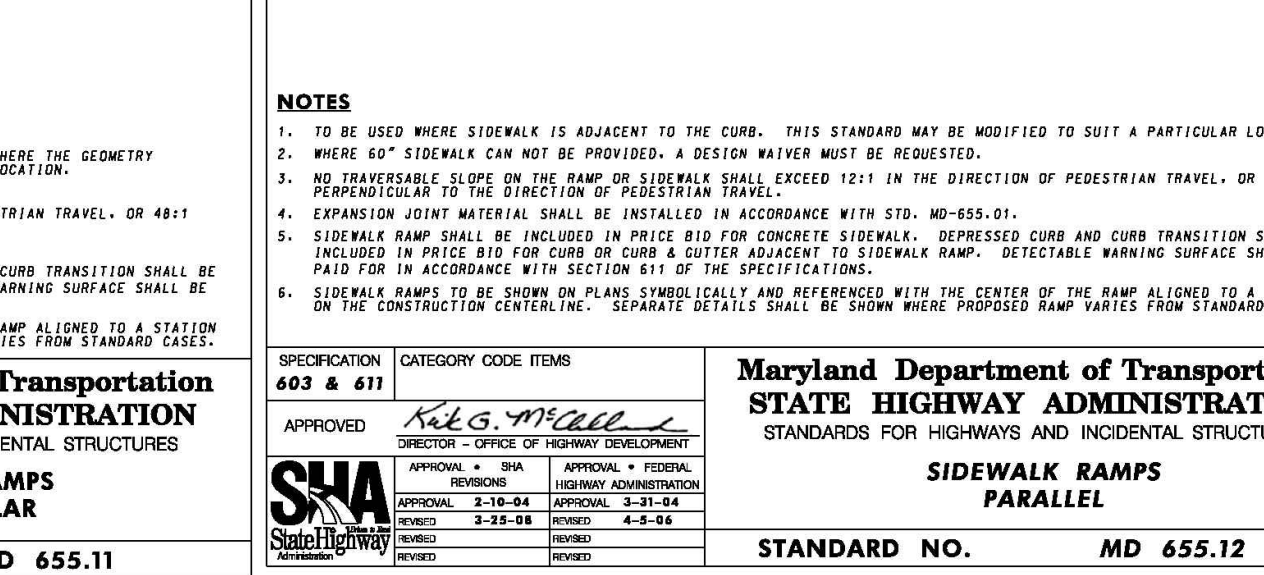 HERE THE GEOMETRY
OCATION.
TRIAN TRAVEL, OR 48:1
CURB TRANSITION SHALL BE
ARNING SURFACE SHALL BE
AMP ALIGNED TO A STATION
IES FROM STANDARD CASES.
Transportation
NISTRATION
ENTAL STRUCTURES
AMPS
LAR
D 655.11
NOTES
1. TO BE USED WHERE SIDEWALK IS ADJACENT TO THE CURB. THIS STANDARD MAY BE MODIFIED TO SUIT A PARTICULAR LO
2. WHERE 60" SIDEWALK CAN NOT BE PROVIDED, A DESIGN WAIVER MUST BE REQUESTED.
3. NO TRAVERSABLE SLOPE ON THE RAMP OR SIDEWALK SHALL EXCEED 12:1 IN THE DIRECTION OF PEDESTRIAN TRAVEL, OR
PERPENDICULAR TO THE DIRECTION OF PEDESTRIAN TRAVEL.
4. EXPANSION JOINT MATERIAL SHALL BE INSTALLED IN ACCORDANCE WITH STD. MD-655.01.
5. SIDEWALK RAMP SHALL BE INCLUDED IN PRICE BID FOR CONCRETE SIDEWALK. DEPRESSED CURB AND CURB TRANSITION S
INCLUDED IN PRICE BID FOR CURB OR CURB & GUTTER ADJACENT TO SIDEWALK RAMP. DETECTABLE WARNING SURFACE SH
PAID FOR IN ACCORDANCE WITH SECTION 611 OF THE SPECIFICATIONS.
6. SIDEWALK RAMPS TO BE SHOWN ON PLANS SYMBOLICALLY AND REFERENCED WITH THE CENTER OF THE RAMP ALIGNED TO A
ON THE CONSTRUCTION CENTERLINE. SEPARATE DETAILS SHALL BE SHOWN WHERE PROPOSED RAMP VARIES FROM STANDARD
SPECIFICATION
603 & 611
CATEGORY CODE ITEMS
APPROVED
Kirk G. McClelland
DIRECTOR - OFFICE OF HIGHWAY DEVELOPMENT
SHA
StateHighway
Administration
APPROVAL • SHA
REVISIONS
APPROVAL • FEDERAL
HIGHWAY ADMINISTRATION
APPROVAL 2-10-04
APPROVAL 3-31-04
REVISED 3-25-08
REVISED 4-5-06
REVISED
REVISED
REVISED
REVISED
Maryland Department of Transport
STATE HIGHWAY ADMINISTRAT
STANDARDS FOR HIGHWAYS AND INCIDENTAL STRUCTU
SIDEWALK RAMPS
PARALLEL
STANDARD NO. MD 655.12